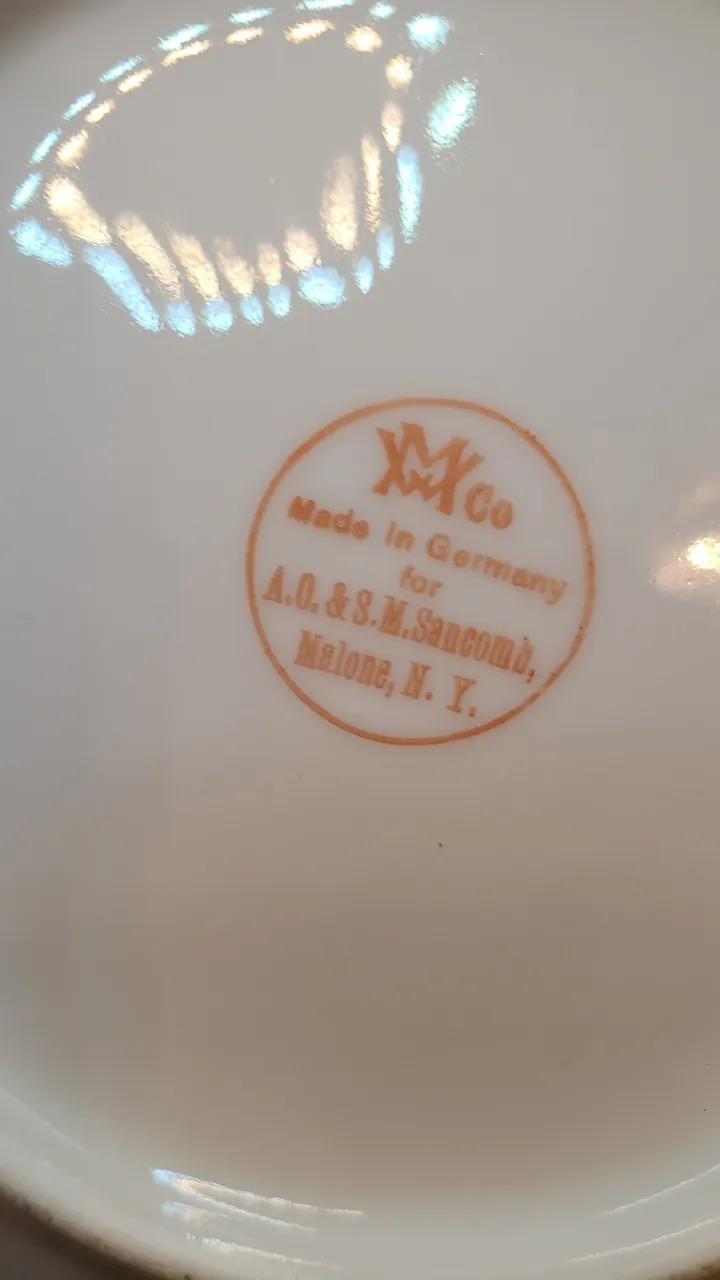 Co
Made in Germany
for
A.O. & S.M. Sancomb,
Malone, N. Y.